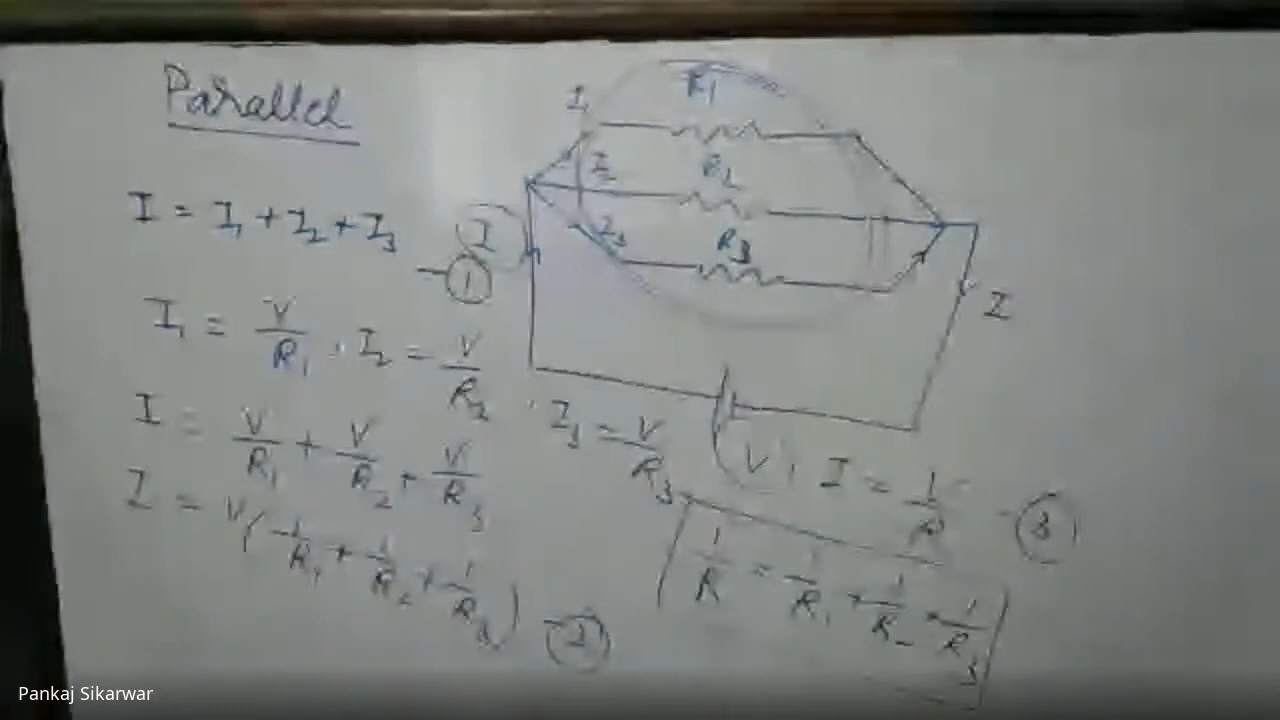 Parallel
I = I₁ + I₂ + I₃ - ①
I₁ = V/R₁ , I₂ = V/R₂ , I₃ = V/R₃
I = V/R₁ + V/R₂ + V/R₃
I = V(1/R₁ + 1/R₂ + 1/R₃) - ②
I₁
R₁
I₂
R₂
I₃
R₃
I
I
V , I = 1/R - ③
1/R = 1/R₁ + 1/R₂ + 1/R₃
Pankaj Sikarwar